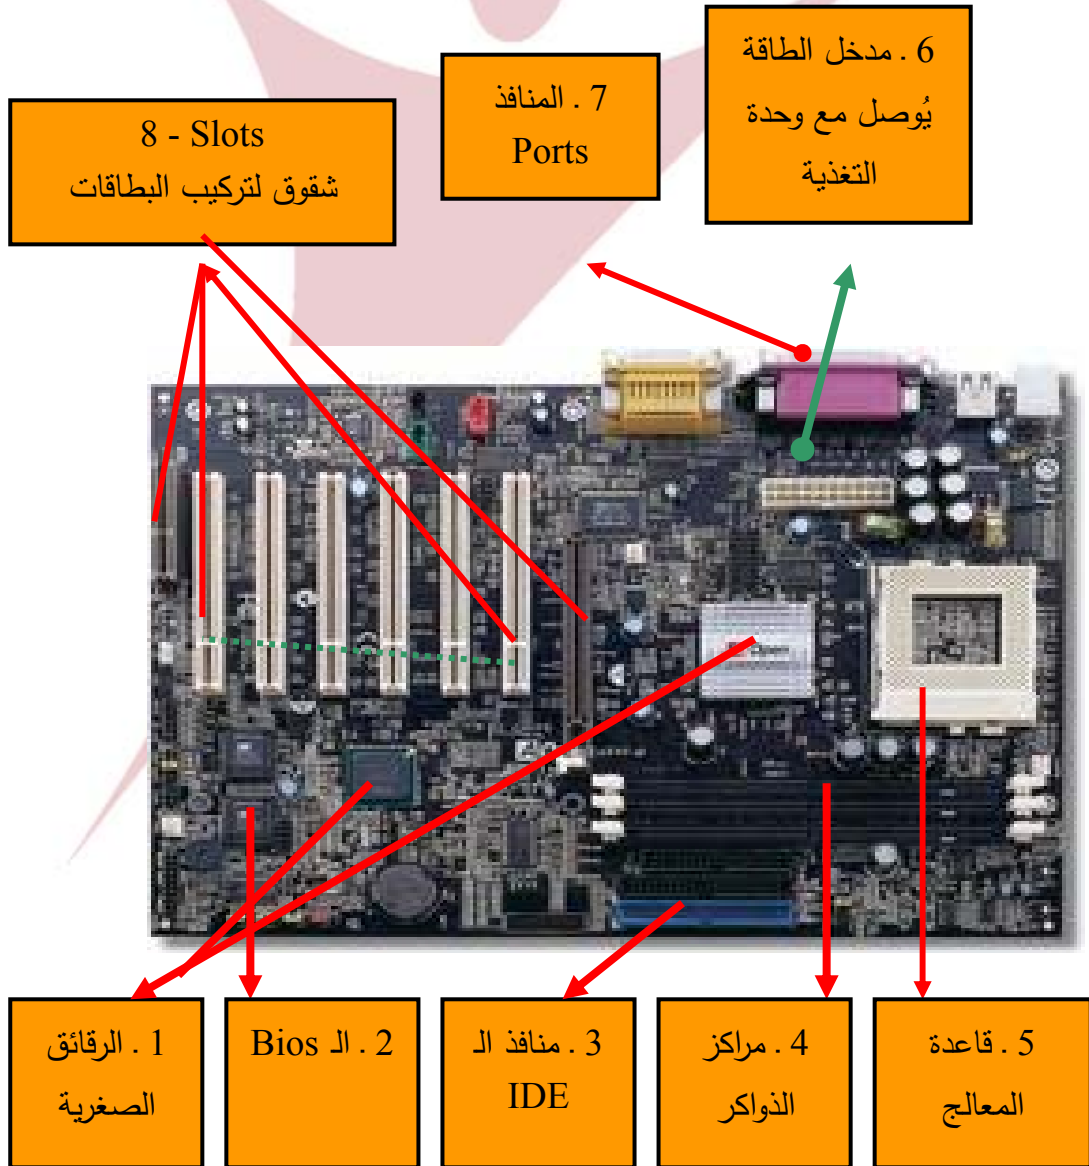 6 . مدخل الطاقة
يُوصل مع وحدة
التغذية
7 . المنافذ
Ports
8 - Slots
شقوق لتركيب البطاقات
Open
1 . الرقائق
الصغرية
2 . الـ Bios
3 . منافذ الـ
IDE
4 . مراكز
الذواكر
5 . قاعدة
المعالج